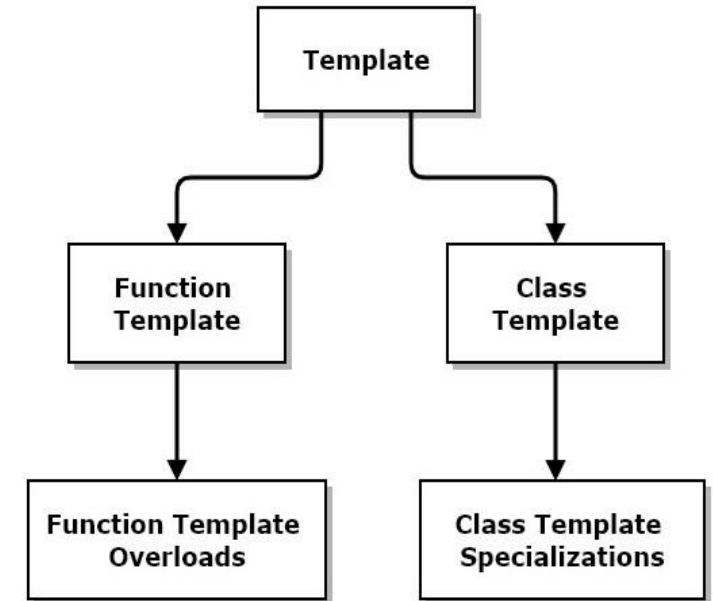 Template
Function
Template
Class
Template
Function Template
Overloads
Class Template
Specializations